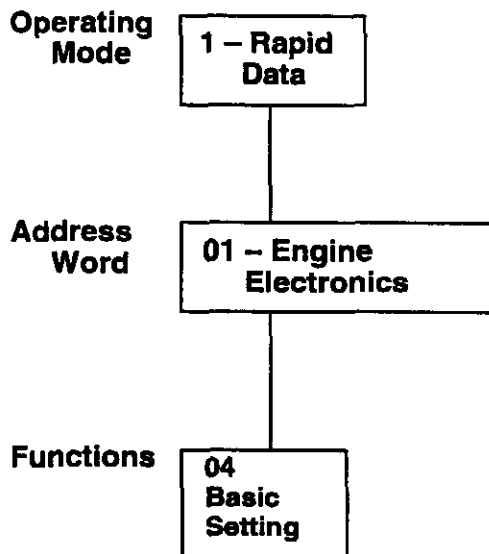 Operating
Mode
1 – Rapid
Data
Address
Word
01 – Engine
Electronics
Functions
04
Basic
Setting